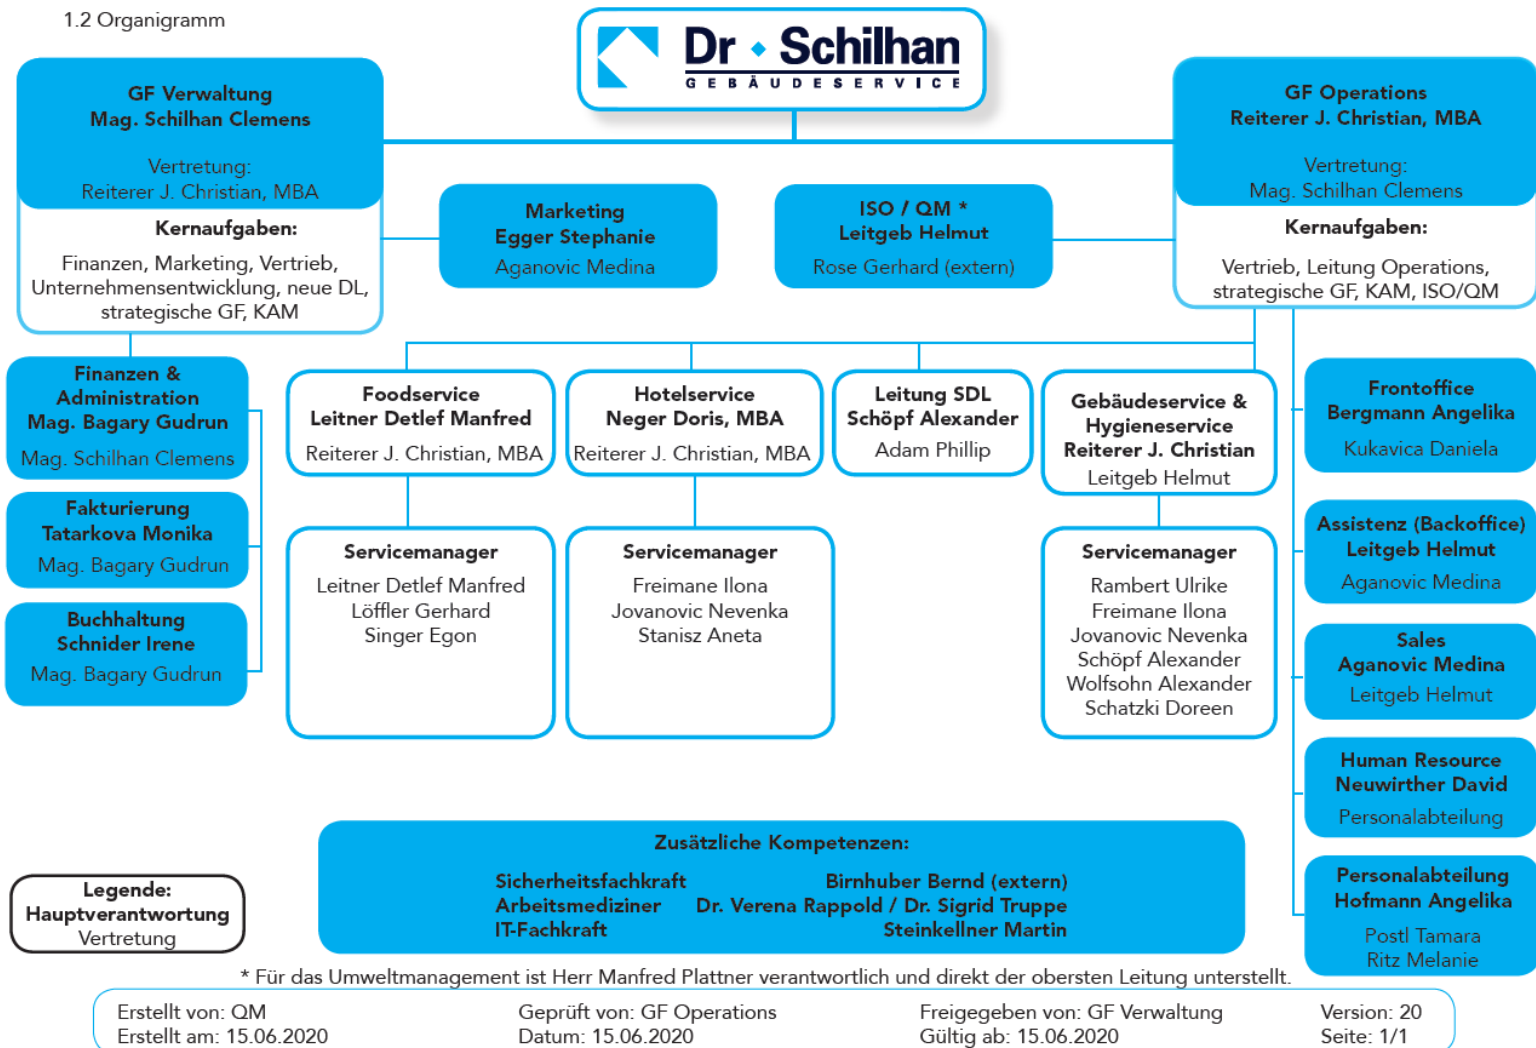 1.2 Organigramm
Dr Schilhan
GEBÄUDESERVICE
GF Verwaltung
Mag. Schilhan Clemens
Vertretung:
Reiterer J. Christian, MBA
Kernaufgaben:
Finanzen, Marketing, Vertrieb,
Unternehmensentwicklung, neue DL,
strategische GF, KAM
GF Operations
Reiterer J. Christian, MBA
Vertretung:
Mag. Schilhan Clemens
Kernaufgaben:
Vertrieb, Leitung Operations,
strategische GF, KAM, ISO/QM
Marketing
Egger Stephanie
Aganovic Medina
ISO / QM *
Leitgeb Helmut
Rose Gerhard (extern)
Finanzen &
Administration
Mag. Bagary Gudrun
Mag. Schilhan Clemens
Fakturierung
Tatarkova Monika
Mag. Bagary Gudrun
Buchhaltung
Schnider Irene
Mag. Bagary Gudrun
Foodservice
Leitner Detlef Manfred
Reiterer J. Christian, MBA
Servicemanager
Leitner Detlef Manfred
Löffler Gerhard
Singer Egon
Hotelservice
Neger Doris, MBA
Reiterer J. Christian, MBA
Servicemanager
Freimane Ilona
Jovanovic Nevenka
Stanisz Aneta
Leitung SDL
Schöpf Alexander
Adam Phillip
Gebäudeservice &
Hygieneservice
Reiterer J. Christian
Leitgeb Helmut
Servicemanager
Rambert Ulrike
Freimane Ilona
Jovanovic Nevenka
Schöpf Alexander
Wolfsohn Alexander
Schatzki Doreen
Frontoffice
Bergmann Angelika
Kukavica Daniela
Assistenz (Backoffice)
Leitgeb Helmut
Aganovic Medina
Sales
Aganovic Medina
Leitgeb Helmut
Human Resource
Neuwirther David
Personalabteilung
Personalabteilung
Hofmann Angelika
Postl Tamara
Ritz Melanie
Legende:
Hauptverantwortung
Vertretung
Zusätzliche Kompetenzen:
Sicherheitsfachkraft Birnhuber Bernd (extern)
Arbeitsmediziner Dr. Verena Rappold / Dr. Sigrid Truppe
IT-Fachkraft Steinkellner Martin
* Für das Umweltmanagement ist Herr Manfred Plattner verantwortlich und direkt der obersten Leitung unterstellt.
Erstellt von: QM Geprüft von: GF Operations Freigegeben von: GF Verwaltung Version: 20
Erstellt am: 15.06.2020 Datum: 15.06.2020 Gültig ab: 15.06.2020 Seite: 1/1